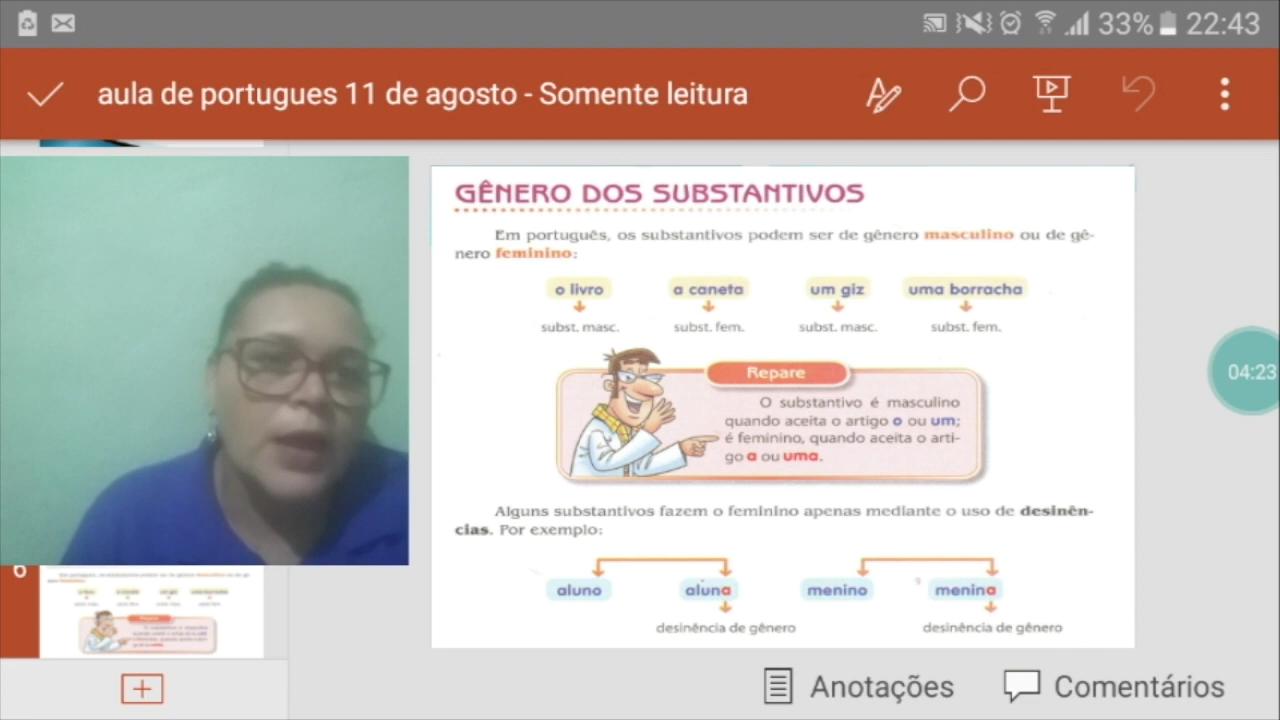 33% 22:43
aula de portugues 11 de agosto - Somente leitura
GÊNERO DOS SUBSTANTIVOS
Em português, os substantivos podem ser de gênero masculino ou de gê-
nero feminino:
o livro a caneta um giz uma borracha
subst. masc. subst. fem. subst. masc. subst. fem.
Repare
O substantivo é masculino
quando aceita o artigo o ou um;
é feminino, quando aceita o arti-
go a ou uma.
04:23
Alguns substantivos fazem o feminino apenas mediante o uso de desinên-
cias. Por exemplo:
aluno aluna menino menina
desinência de gênero desinência de gênero
6
Anotações Comentários